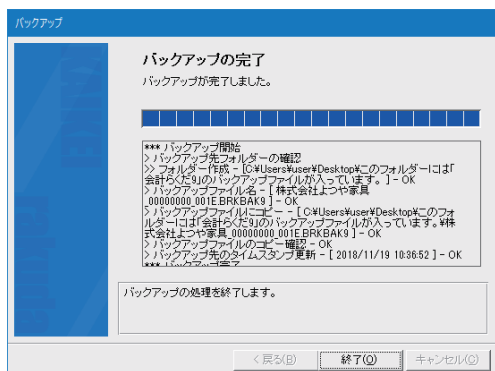 バックアップ
バックアップの完了
バックアップが完了しました。
*** バックアップ開始
> バックアップ先フォルダーの確認
>> フォルダー作成 - [C:¥Users¥user¥Desktop¥このフォルダーには「
会計らくだ9」のバックアップファイルが入っています。] - OK
> バックアップファイル名 - [ 株式会社よつや家具
_00000000_001E.BRKBAK9 ] - OK
> バックアップファイルにコピー - [ C:¥Users¥user¥Desktop¥このフォ
ルダーには「会計らくだ9」のバックアップファイルが入っています。¥株
式会社よつや家具_00000000_001E.BRKBAK9 ] - OK
> バックアップファイルのコピー確認 - OK
> バックアップ先のタイムスタンプ更新 - [ 2018/11/19 10:36:52 ] - OK
*** バックアップ完了
バックアップの処理を終了します。
< 戻る(B)
終了(O)
キャンセル(C)